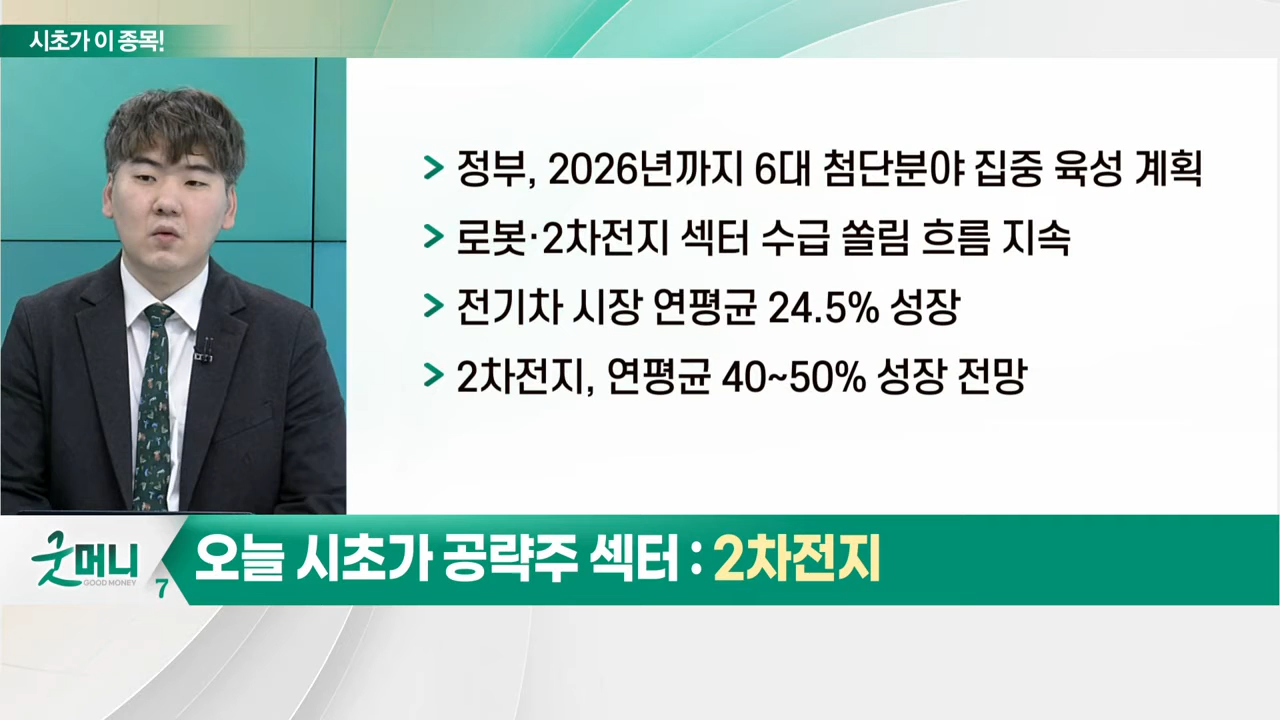 시초가 이 종목!
> 정부, 2026년까지 6대 첨단분야 집중 육성 계획
> 로봇·2차전지 섹터 수급 쏠림 흐름 지속
> 전기차 시장 연평균 24.5% 성장
> 2차전지, 연평균 40~50% 성장 전망
굿머니
GOOD MONEY
7
오늘 시초가 공략주 섹터 : 2차전지